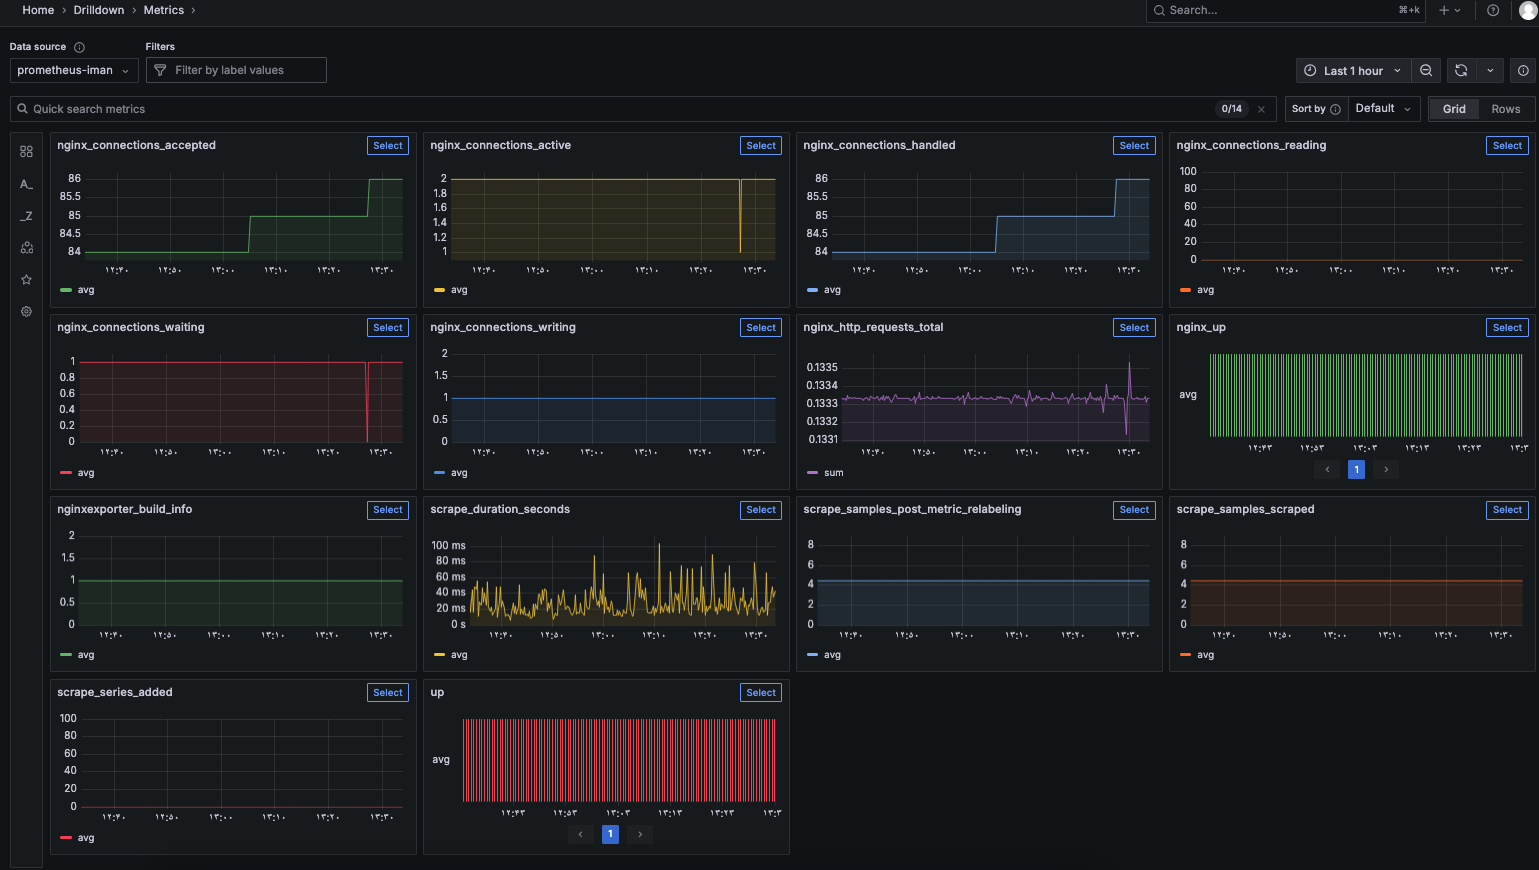 Home › Drilldown › Metrics ›
Search... ⌘+k
Data source
Filters
prometheus-iman
Filter by label values
Last 1 hour
Quick search metrics
0/14
Sort by
Default
Grid
Rows
A_
_Z
nginx_connections_accepted
Select
86
85.5
85
84.5
84
۱۲:۴۰ ۱۲:۵۰ ۱۳:۰۰ ۱۳:۱۰ ۱۳:۲۰ ۱۳:۳۰
avg
nginx_connections_active
Select
2
1.8
1.6
1.4
1.2
1
۱۲:۴۰ ۱۲:۵۰ ۱۳:۰۰ ۱۳:۱۰ ۱۳:۲۰ ۱۳:۳۰
avg
nginx_connections_handled
Select
86
85.5
85
84.5
84
۱۲:۴۰ ۱۲:۵۰ ۱۳:۰۰ ۱۳:۱۰ ۱۳:۲۰ ۱۳:۳۰
avg
nginx_connections_reading
Select
100
80
60
40
20
0
۱۲:۴۰ ۱۲:۵۰ ۱۳:۰۰ ۱۳:۱۰ ۱۳:۲۰ ۱۳:۳۰
avg
nginx_connections_waiting
Select
1
0.8
0.6
0.4
0.2
0
۱۲:۴۰ ۱۲:۵۰ ۱۳:۰۰ ۱۳:۱۰ ۱۳:۲۰ ۱۳:۳۰
avg
nginx_connections_writing
Select
2
1.5
1
0.5
0
۱۲:۴۰ ۱۲:۵۰ ۱۳:۰۰ ۱۳:۱۰ ۱۳:۲۰ ۱۳:۳۰
avg
nginx_http_requests_total
Select
0.1335
0.1334
0.1333
0.1332
0.1331
۱۲:۴۰ ۱۲:۵۰ ۱۳:۰۰ ۱۳:۱۰ ۱۳:۲۰ ۱۳:۳۰
sum
nginx_up
Select
avg
۱۲:۴۳ ۱۲:۵۳ ۱۳:۰۳ ۱۳:۱۳ ۱۳:۲۳ ۱۳:۳
1
nginxexporter_build_info
Select
2
1.5
1
0.5
0
۱۲:۴۰ ۱۲:۵۰ ۱۳:۰۰ ۱۳:۱۰ ۱۳:۲۰ ۱۳:۳۰
avg
scrape_duration_seconds
Select
100 ms
80 ms
60 ms
40 ms
20 ms
0 s
۱۲:۴۰ ۱۲:۵۰ ۱۳:۰۰ ۱۳:۱۰ ۱۳:۲۰ ۱۳:۳۰
avg
scrape_samples_post_metric_relabeling
Select
8
6
4
2
0
۱۲:۴۰ ۱۲:۵۰ ۱۳:۰۰ ۱۳:۱۰ ۱۳:۲۰ ۱۳:۳۰
avg
scrape_samples_scraped
Select
8
6
4
2
0
۱۲:۴۰ ۱۲:۵۰ ۱۳:۰۰ ۱۳:۱۰ ۱۳:۲۰ ۱۳:۳۰
avg
scrape_series_added
Select
100
80
60
40
20
0
۱۲:۴۰ ۱۲:۵۰ ۱۳:۰۰ ۱۳:۱۰ ۱۳:۲۰ ۱۳:۳۰
avg
up
Select
avg
۱۲:۴۳ ۱۲:۵۳ ۱۳:۰۳ ۱۳:۱۳ ۱۳:۲۳ ۱۳:۳
1